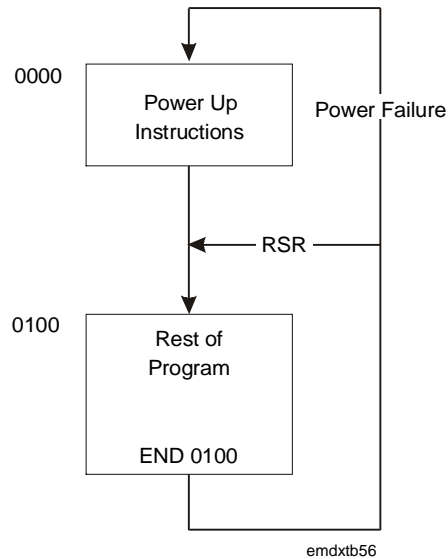 0000
Power Up
Instructions
Power Failure
RSR
0100
Rest of
Program
END 0100
emdxtb56